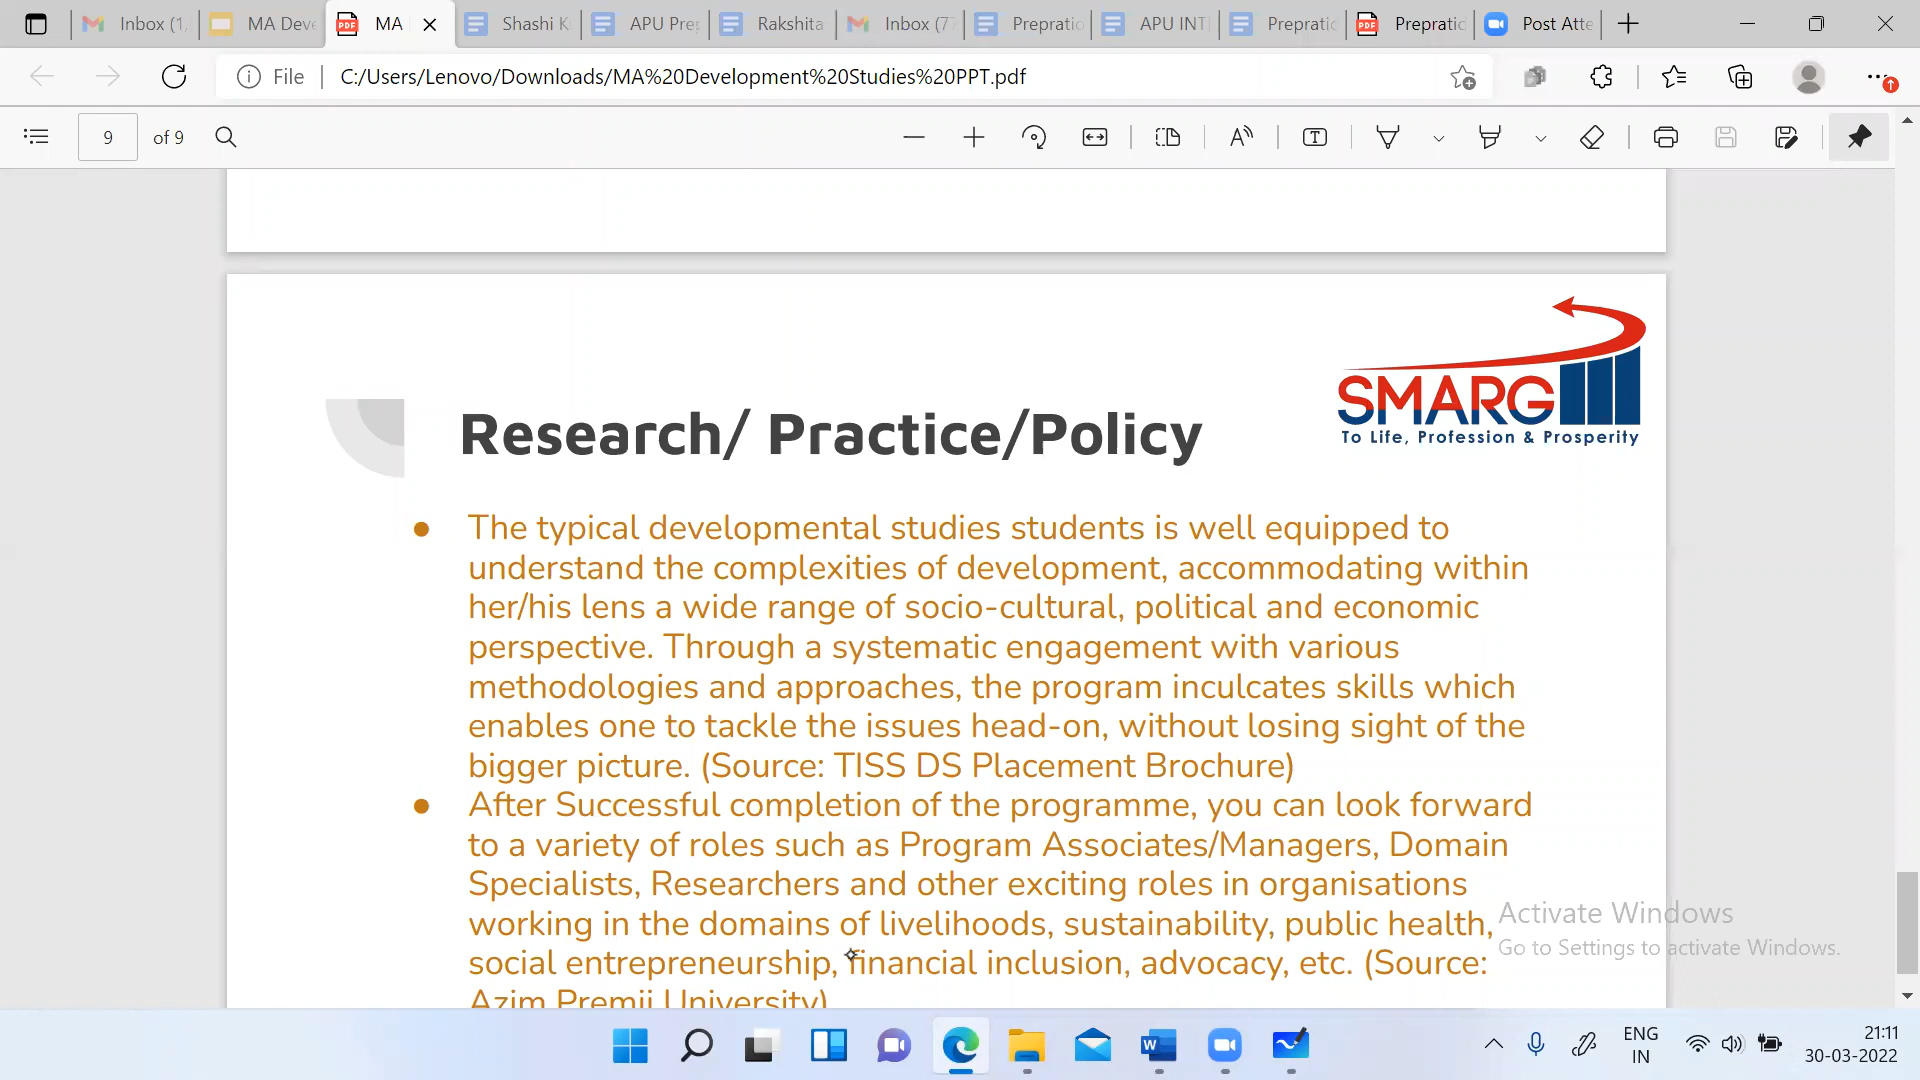 Inbox (1,
MA Deve
MA
Shashi K
APU Pre
Rakshita
Inbox (77
Prepratio
APU INT
Prepratio
Prepratio
Post Atte
File
C:/Users/Lenovo/Downloads/MA%20Development%20Studies%20PPT.pdf
9 of 9
SMARG
To Life, Profession & Prosperity
Research/ Practice/Policy
● The typical developmental studies students is well equipped to
understand the complexities of development, accommodating within
her/his lens a wide range of socio-cultural, political and economic
perspective. Through a systematic engagement with various
methodologies and approaches, the program inculcates skills which
enables one to tackle the issues head-on, without losing sight of the
bigger picture. (Source: TISS DS Placement Brochure)
● After Successful completion of the programme, you can look forward
to a variety of roles such as Program Associates/Managers, Domain
Specialists, Researchers and other exciting roles in organisations
working in the domains of livelihoods, sustainability, public health,
social entrepreneurship, financial inclusion, advocacy, etc. (Source:
Azim Premji University)
Activate Windows
Go to Settings to activate Windows.
ENG
IN
21:11
30-03-2022